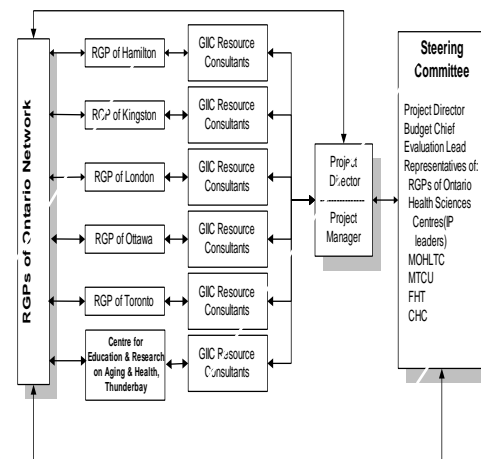 RGPs of Ontario Network
RGP of Hamilton
GIIC Resource
Consultants
RGP of Kingston
GIIC Resource
Consultants
RGP of London
GIIC Resource
Consultants
RGP of Ottawa
GIIC Resource
Consultants
RGP of Toronto
GIIC Resource
Consultants
Centre for
Education & Research
on Aging & Health,
Thunderbay
GIIC Resource
Consultants
Project
Director
Project
Manager
Steering
Committee
Project Director
Budget Chief
Evaluation Lead
Representatives of:
RGPs of Ontario
Health Sciences
Centres(IP
leaders)
MOHLTC
MTCU
FHT
CHC